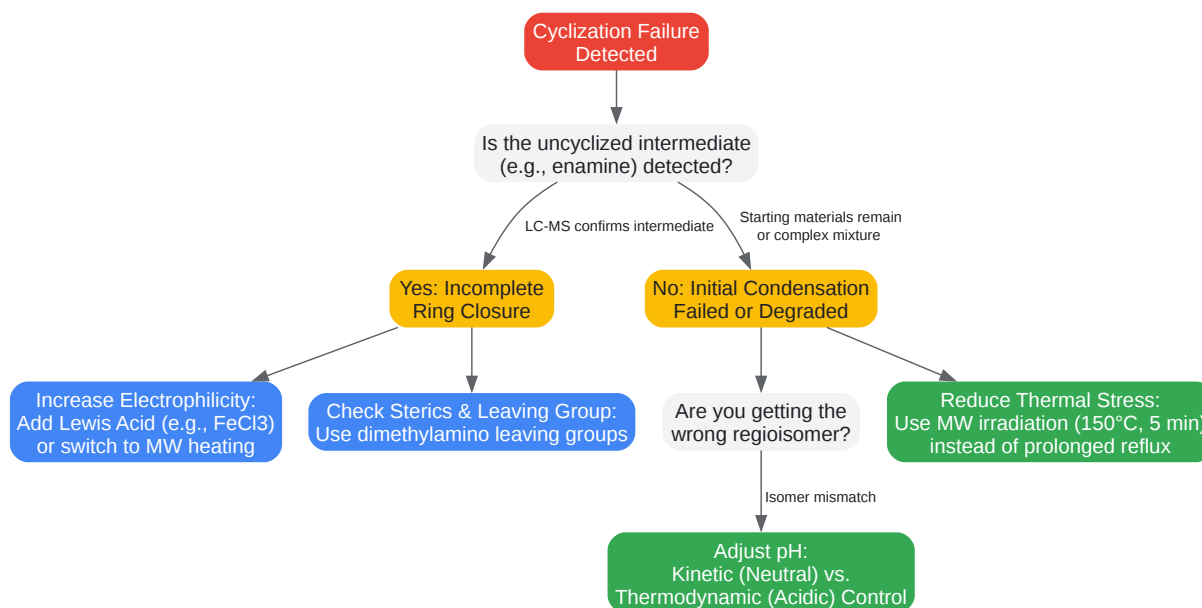 Cyclization Failure
Detected
Is the uncyclized intermediate
(e.g., enamine) detected?
LC-MS confirms intermediate
Starting materials remain
or complex mixture
Yes: Incomplete
Ring Closure
No: Initial Condensation
Failed or Degraded
Increase Electrophilicity:
Add Lewis Acid (e.g., FeCl3)
or switch to MW heating
Check Sterics & Leaving Group:
Use dimethylamino leaving groups
Are you getting the
wrong regioisomer?
Reduce Thermal Stress:
Use MW irradiation (150°C, 5 min)
instead of prolonged reflux
Isomer mismatch
Adjust pH:
Kinetic (Neutral) vs.
Thermodynamic (Acidic) Control